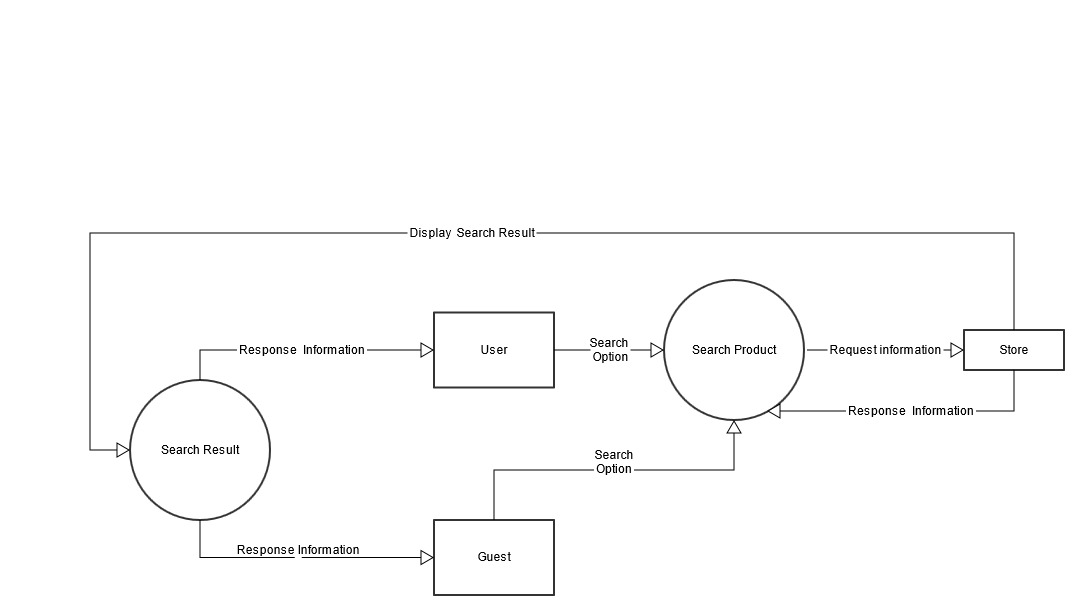 Display Search Result
Response Information
User
Search
Option
Search Product
Request information
Store
Response Information
Search Result
Search
Option
Response Information
Guest